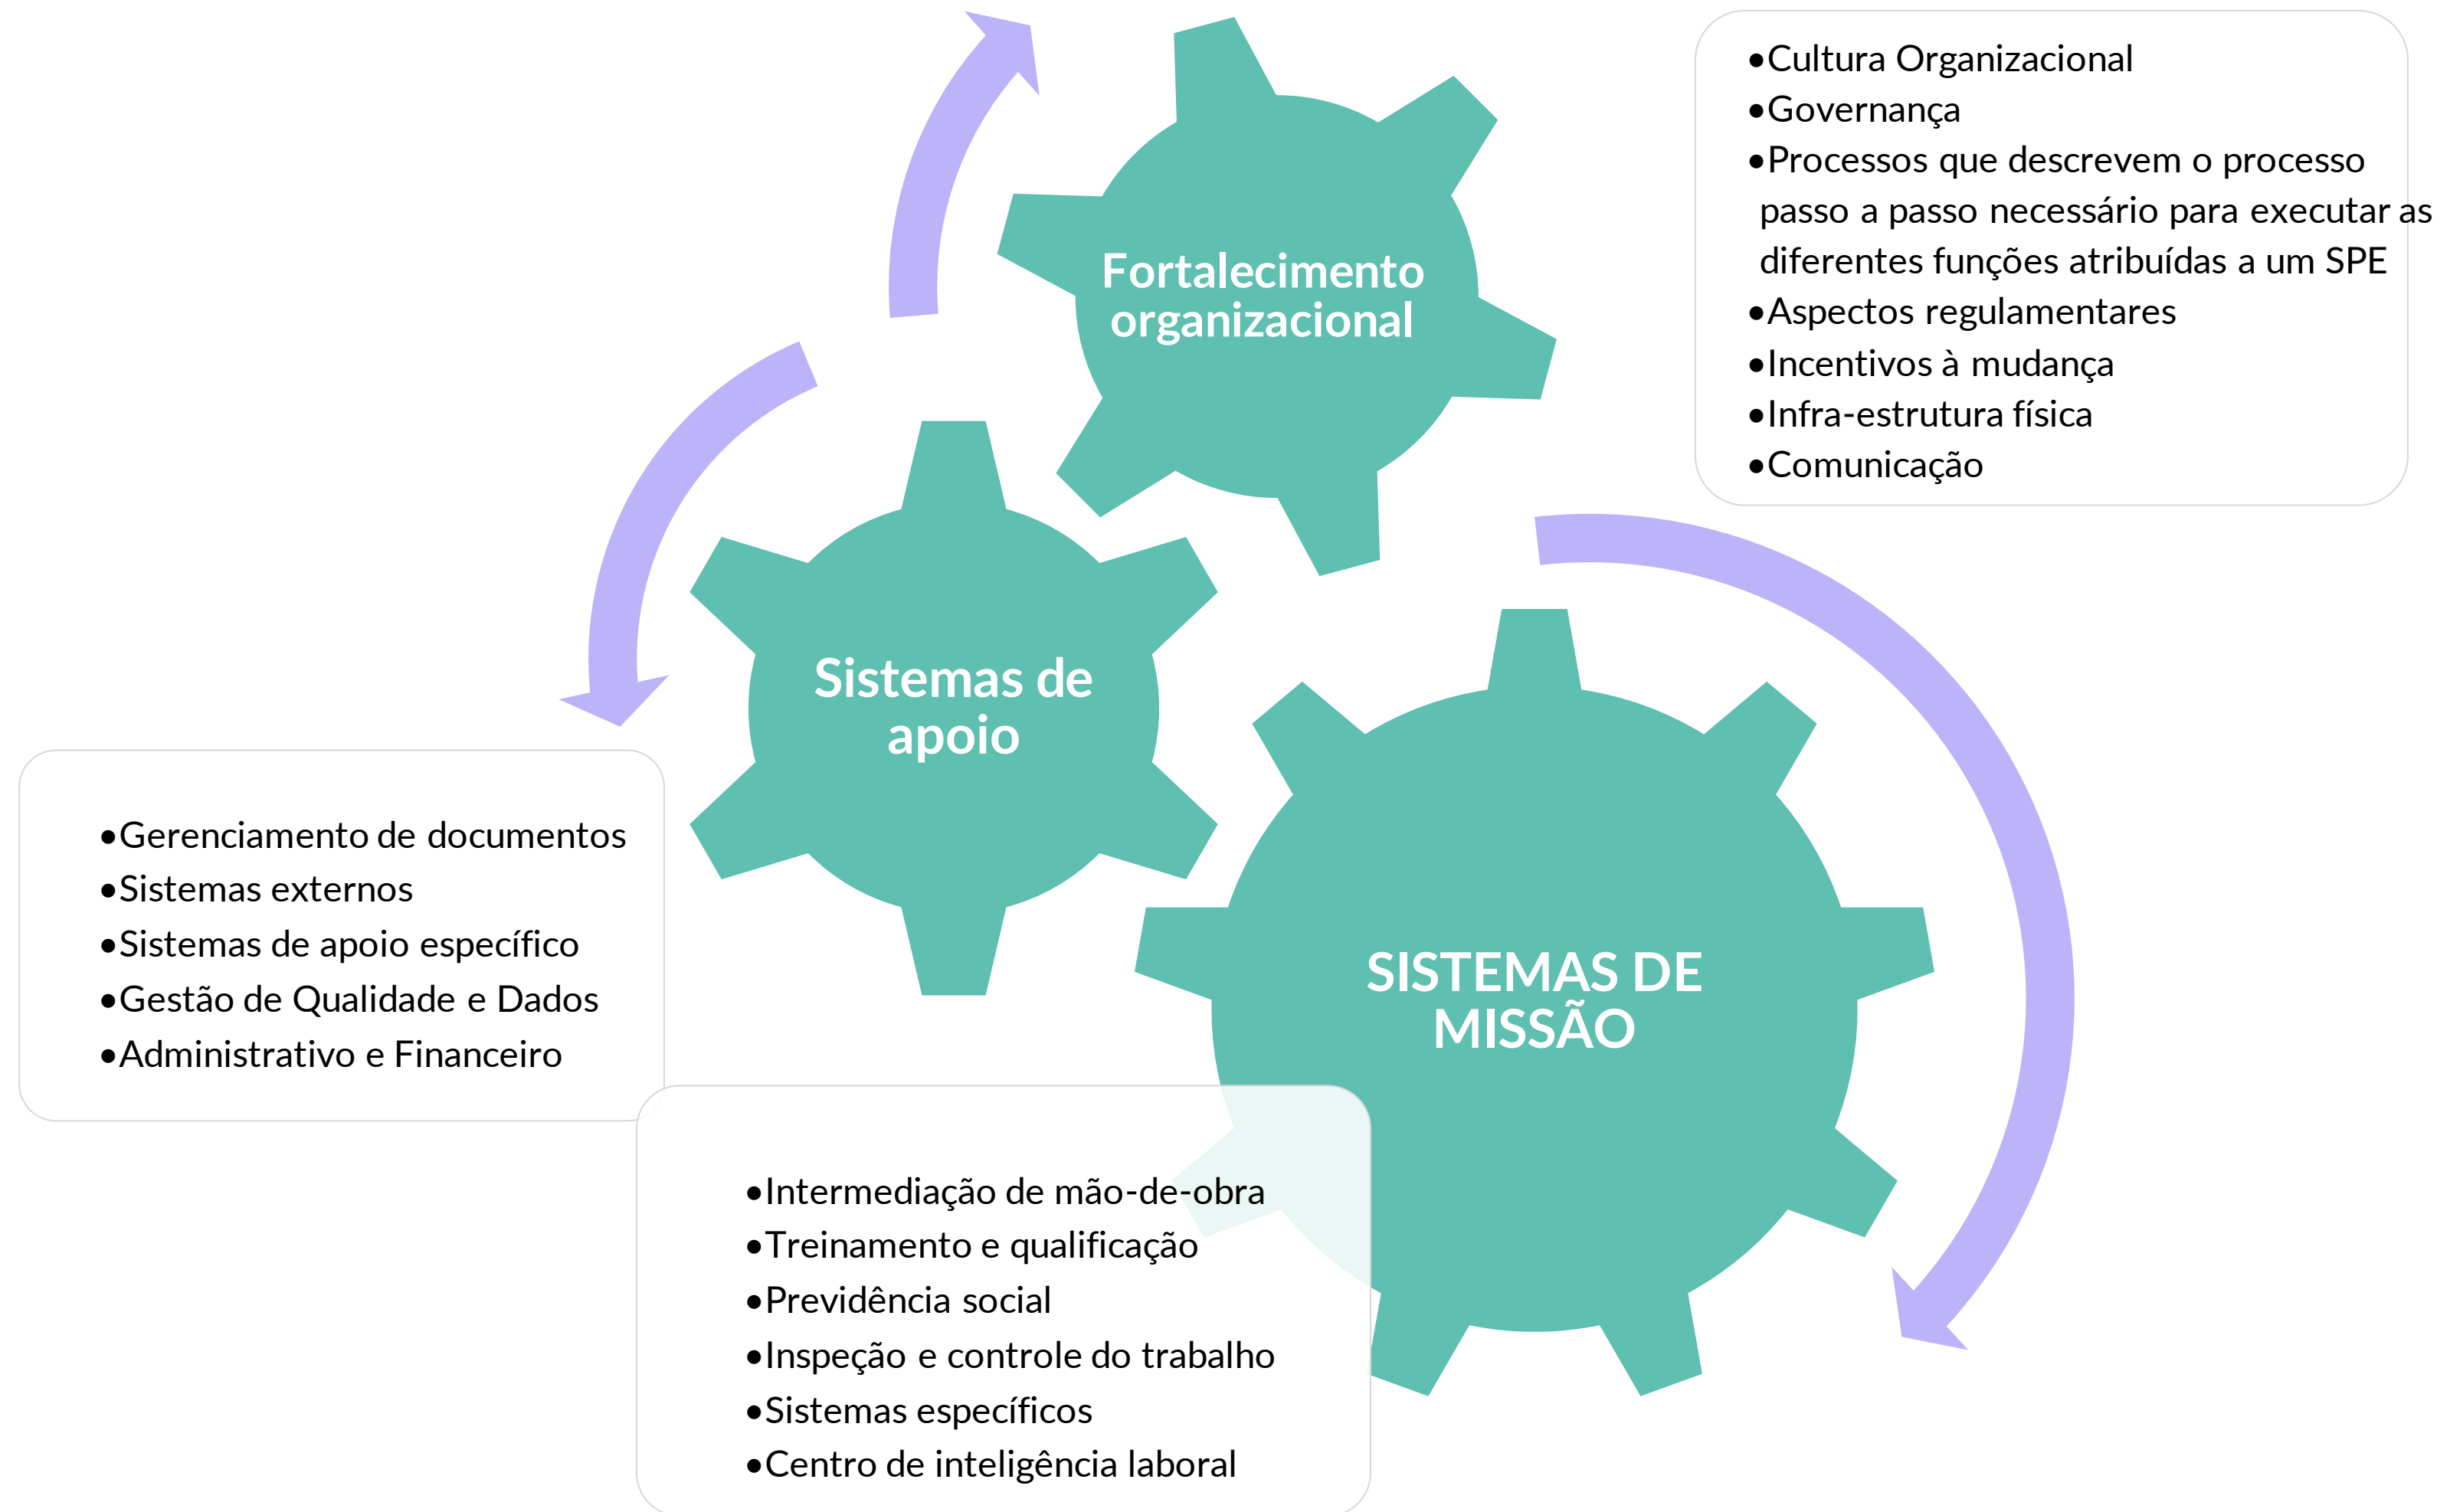 •Cultura Organizacional
•Governança
•Processos que descrevem o processo
passo a passo necessário para executar as
diferentes funções atribuídas a um SPE
•Aspectos regulamentares
•Incentivos à mudança
•Infra-estrutura física
•Comunicação
Fortalecimento
organizacional
Sistemas de
apoio
•Gerenciamento de documentos
•Sistemas externos
•Sistemas de apoio específico
•Gestão de Qualidade e Dados
•Administrativo e Financeiro
SISTEMAS DE
MISSÃO
•Intermediação de mão-de-obra
•Treinamento e qualificação
•Previdência social
•Inspeção e controle do trabalho
•Sistemas específicos
•Centro de inteligência laboral